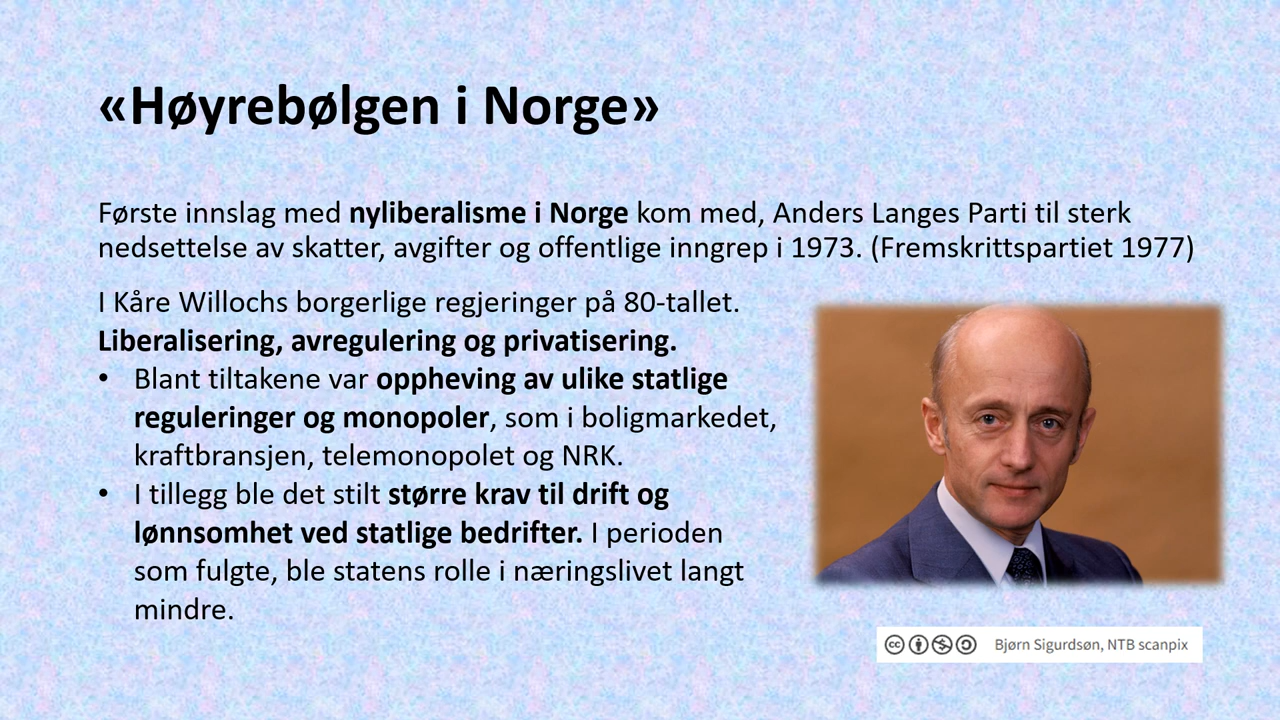 «Høyrebølgen i Norge»
Første innslag med nyliberalisme i Norge kom med, Anders Langes Parti til sterk
nedsettelse av skatter, avgifter og offentlige inngrep i 1973. (Fremskrittspartiet 1977)
I Kåre Willochs borgerlige regjeringer på 80-tallet.
Liberalisering, avregulering og privatisering.
• Blant tiltakene var oppheving av ulike statlige
reguleringer og monopoler, som i boligmarkedet,
kraftbransjen, telemonopolet og NRK.
• I tillegg ble det stilt større krav til drift og
lønnsomhet ved statlige bedrifter. I perioden
som fulgte, ble statens rolle i næringslivet langt
mindre.
Bjørn Sigurdsøn, NTB scanpix